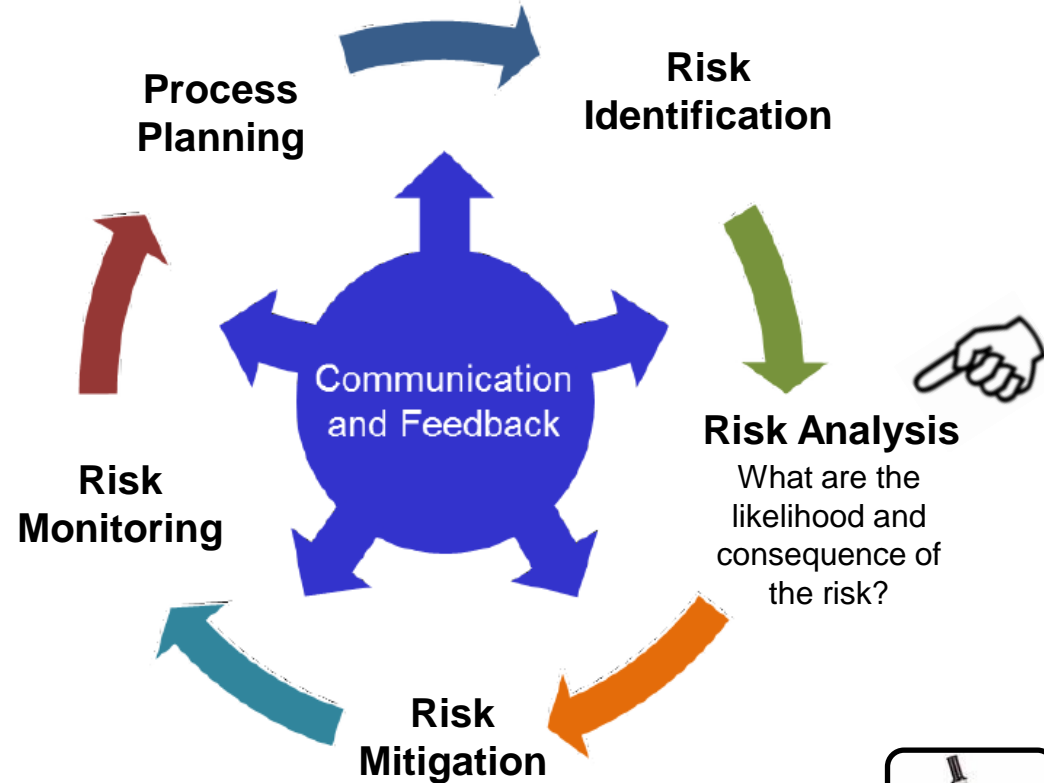 Process
Planning
Risk
Identification
Communication
and Feedback
Risk Analysis
What are the
likelihood and
consequence of
the risk?
Risk
Monitoring
Risk
Mitigation